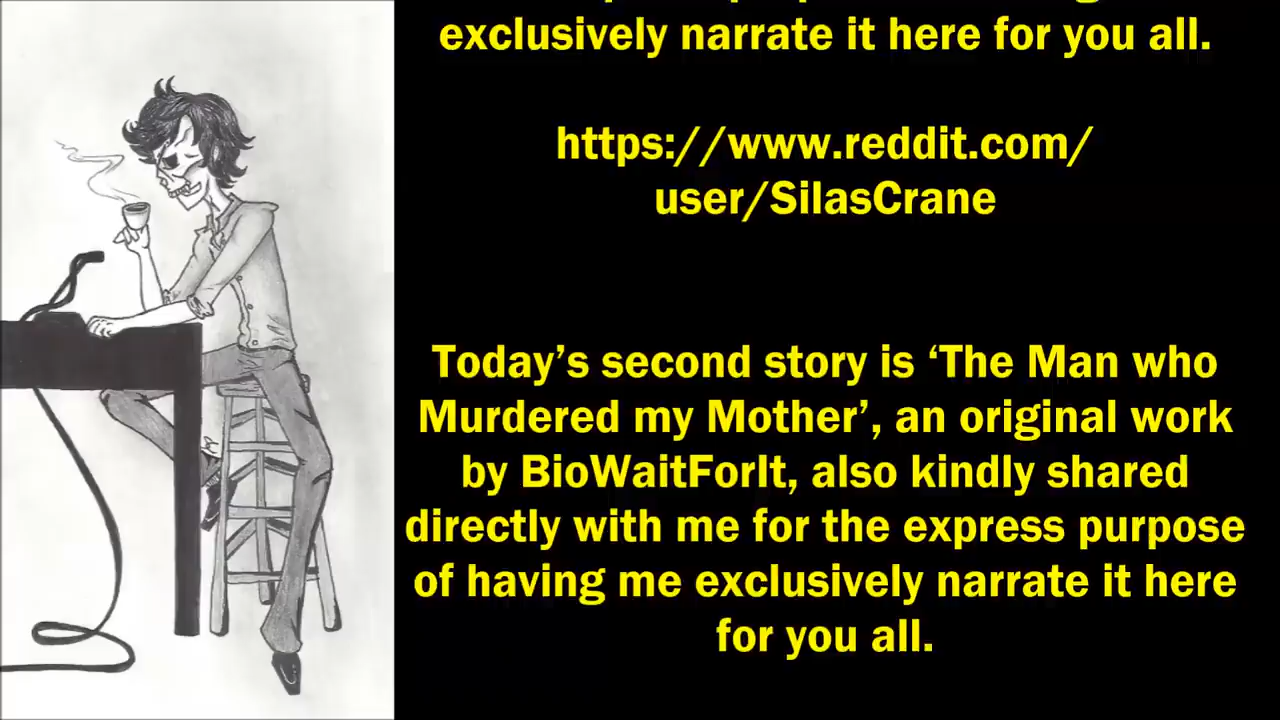 exclusively narrate it here for you all.
https://www.reddit.com/
user/SilasCrane
Today’s second story is ‘The Man who
Murdered my Mother’, an original work
by BioWaitForIt, also kindly shared
directly with me for the express purpose
of having me exclusively narrate it here
for you all.